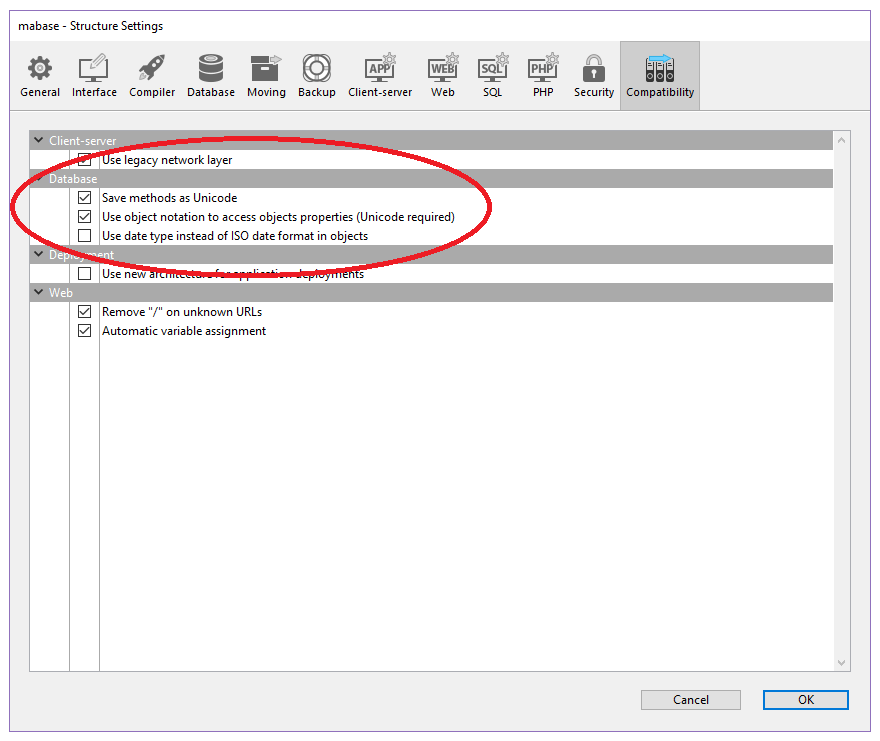 mabase - Structure Settings
General Interface Compiler Database Moving Backup Client-server Web SQL PHP Security Compatibility
APP WEB SQL PHP
Client-server
Use legacy network layer
Database
Save methods as Unicode
Use object notation to access objects properties (Unicode required)
Use date type instead of ISO date format in objects
Deployment
Use new architecture for application deployments
Web
Remove "/" on unknown URLs
Automatic variable assignment
Cancel OK